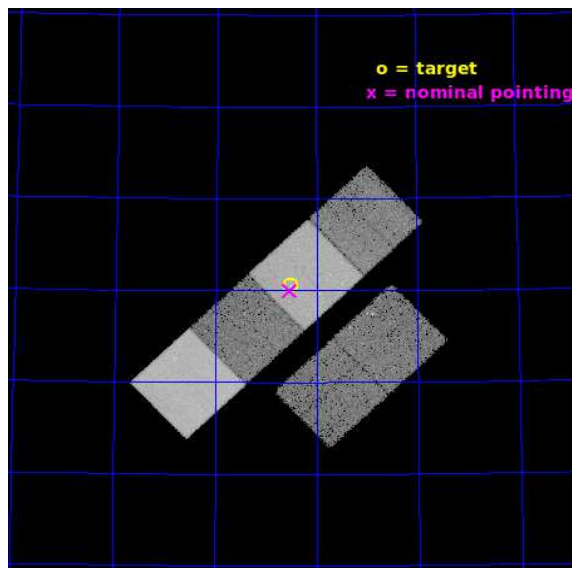 o = target
x = nominal pointing